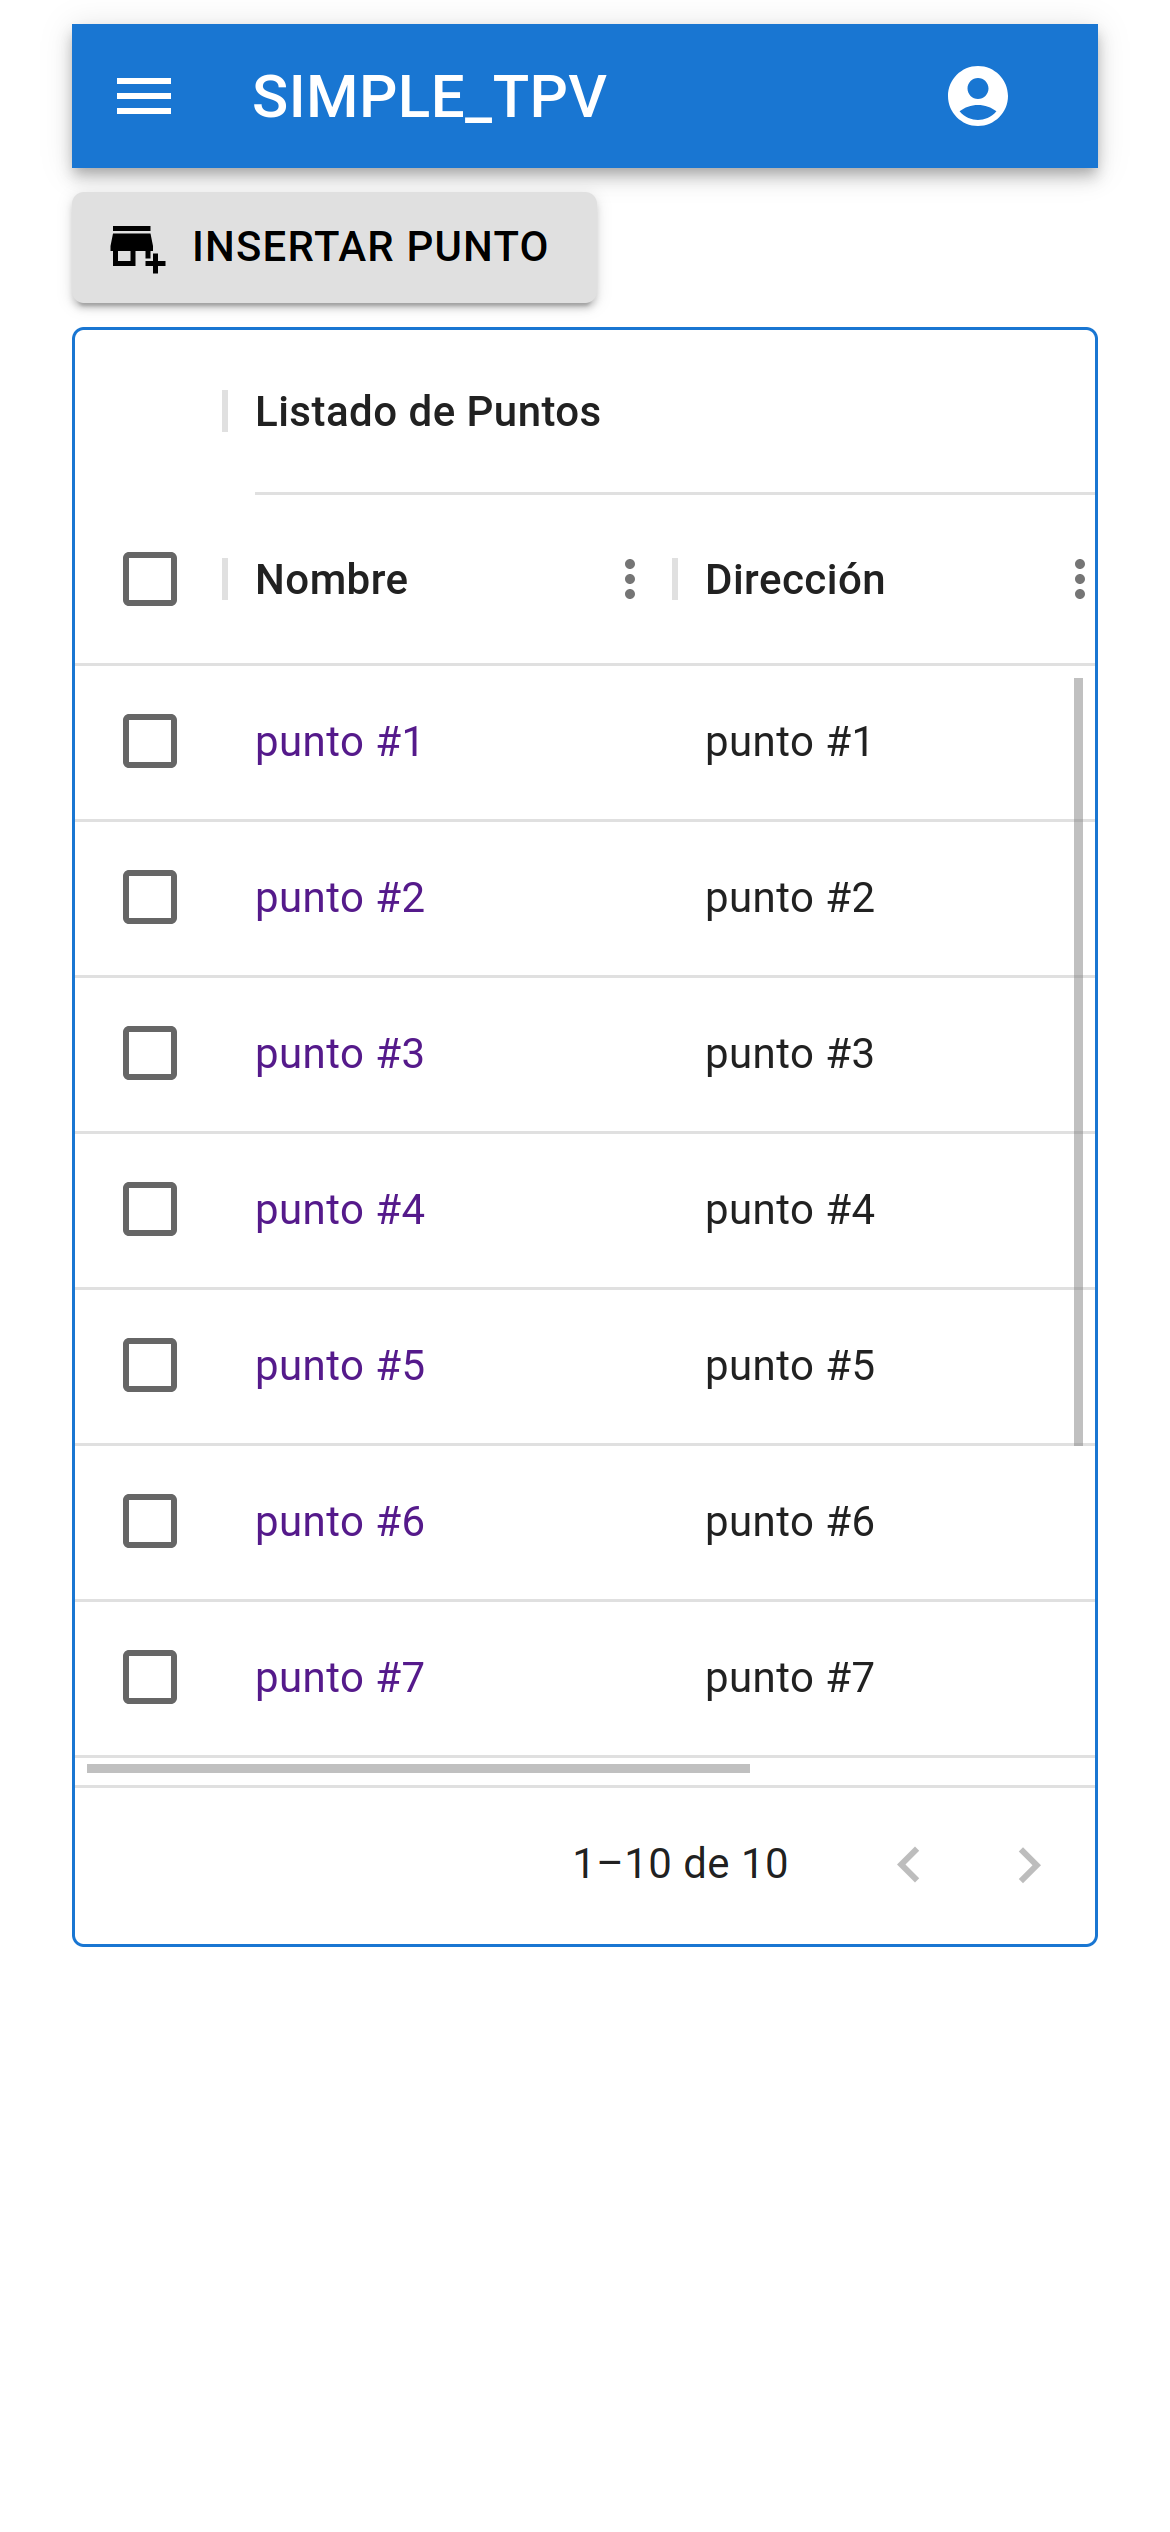 SIMPLE_TPV
INSERTAR PUNTO
Listado de Puntos
Nombre Dirección
punto #1 punto #1
punto #2 punto #2
punto #3 punto #3
punto #4 punto #4
punto #5 punto #5
punto #6 punto #6
punto #7 punto #7
1–10 de 10